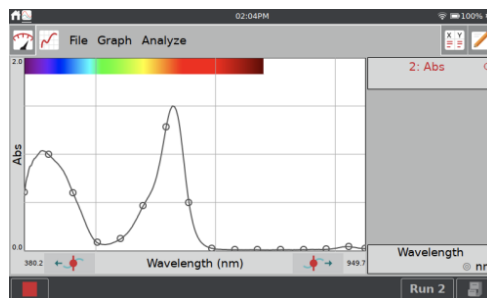 02:04PM
100%
X Y
File Graph Analyze
2.0
2: Abs
Abs
0.0
380.2
Wavelength (nm)
949.7
Wavelength
Run 2